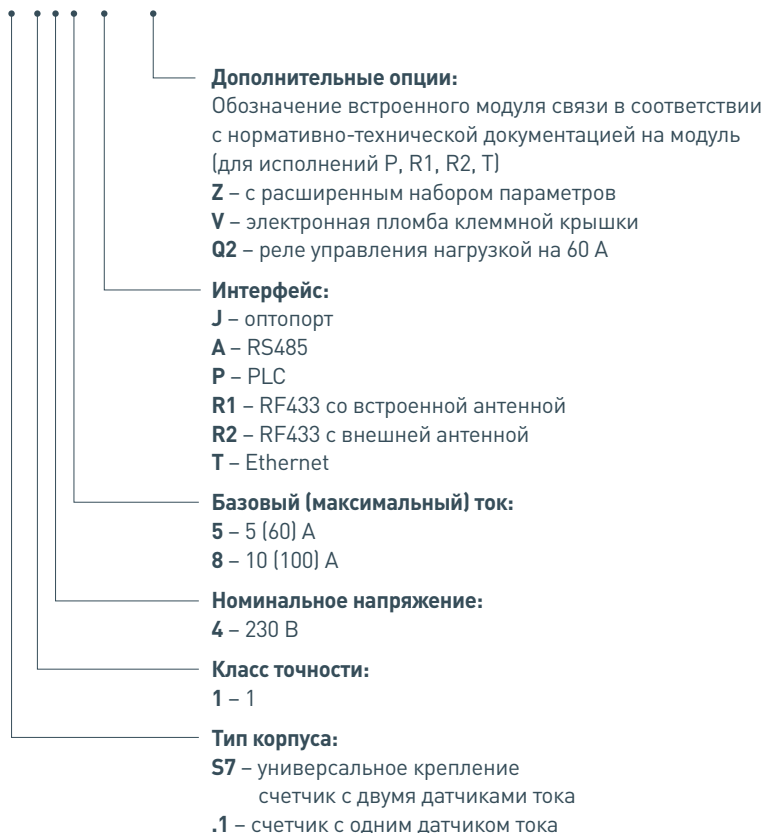 Дополнительные опции:
Обозначение встроенного модуля связи в соответствии
с нормативно-технической документацией на модуль
(для исполнений P, R1, R2, T)
Z – с расширенным набором параметров
V – электронная пломба клеммной крышки
Q2 – реле управления нагрузкой на 60 А
Интерфейс:
J – оптопорт
A – RS485
P – PLC
R1 – RF433 со встроенной антенной
R2 – RF433 с внешней антенной
T – Ethernet
Базовый (максимальный) ток:
5 – 5 (60) А
8 – 10 (100) А
Номинальное напряжение:
4 – 230 В
Класс точности:
1 – 1
Тип корпуса:
S7 – универсальное крепление
счетчик с двумя датчиками тока
.1 – счетчик с одним датчиком тока